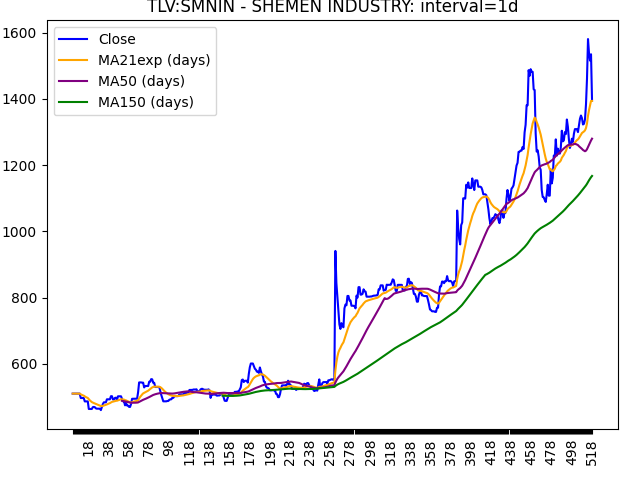 TLV:SMNIN - SHEMEN INDUSTRY: interval=1d
Close
MA21exp (days)
MA50 (days)
MA150 (days)
1600
1400
1200
1000
800
600
18 38 58 78 98 118 138 158 178 198 218 238 258 278 298 318 338 358 378 398 418 438 458 478 498 518